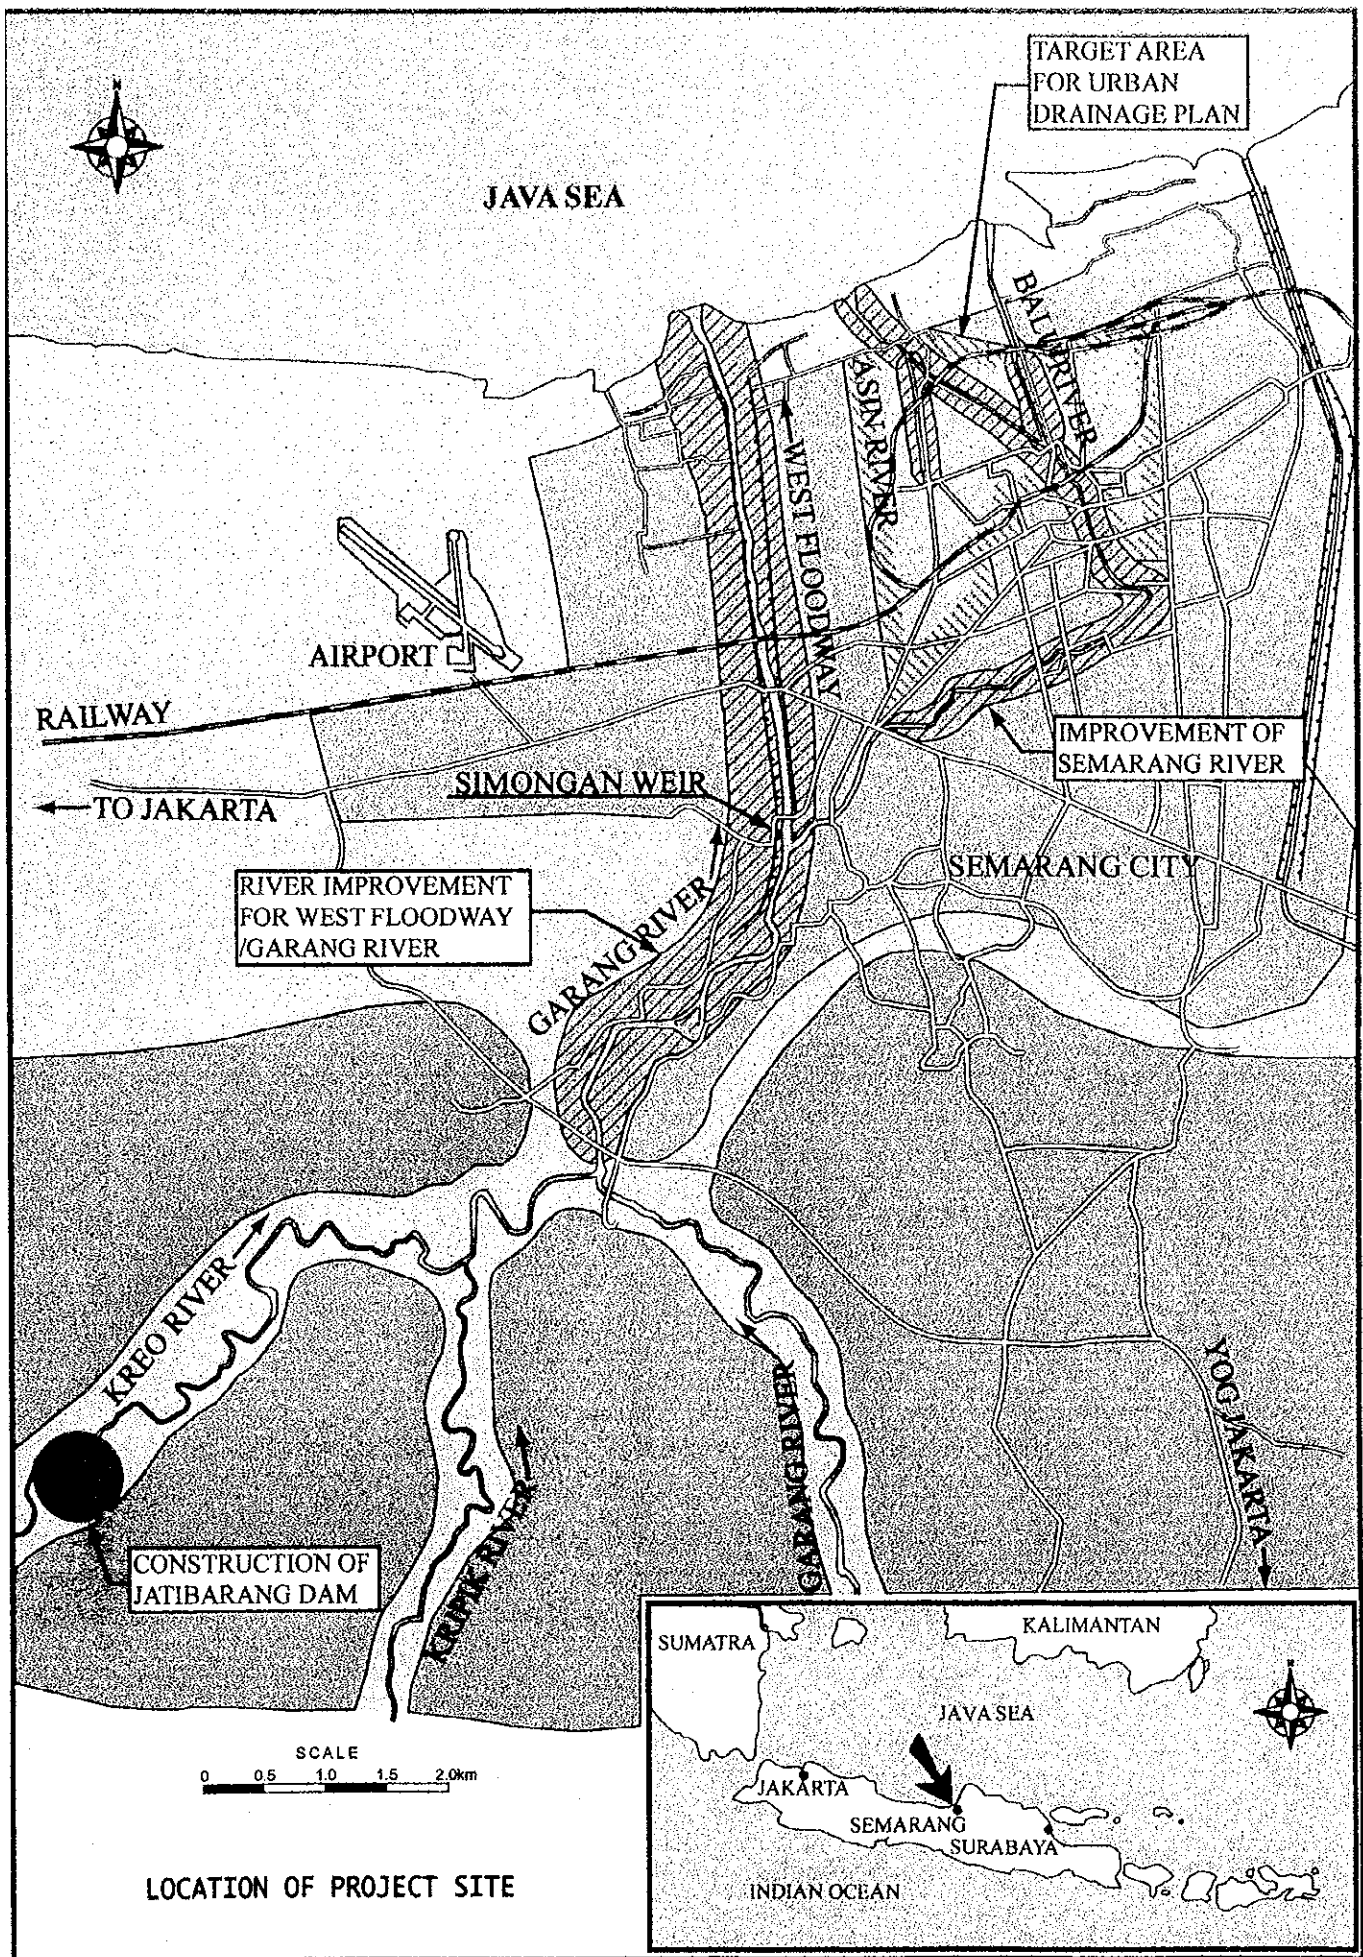 TARGET AREA
FOR URBAN
DRAINAGE PLAN
N
JAVA SEA
BALU RIVER
ASIN RIVER
WEST FLOODWAY
AIRPORT
RAILWAY
IMPROVEMENT OF
SEMARANG RIVER
SIMONGAN WEIR
TO JAKARTA
SEMARANG CITY
RIVER IMPROVEMENT
FOR WEST FLOODWAY
/GARANG RIVER
GARANG RIVER
KREO RIVER
YOGJAKARTA
GARANG RIVER
KRIPIK RIVER
CONSTRUCTION OF
JATIBARANG DAM
SUMATRA
KALIMANTAN
N
JAVA SEA
JAKARTA
SEMARANG
SURABAYA
INDIAN OCEAN
SCALE
0 0.5 1.0 1.5 2.0km
LOCATION OF PROJECT SITE